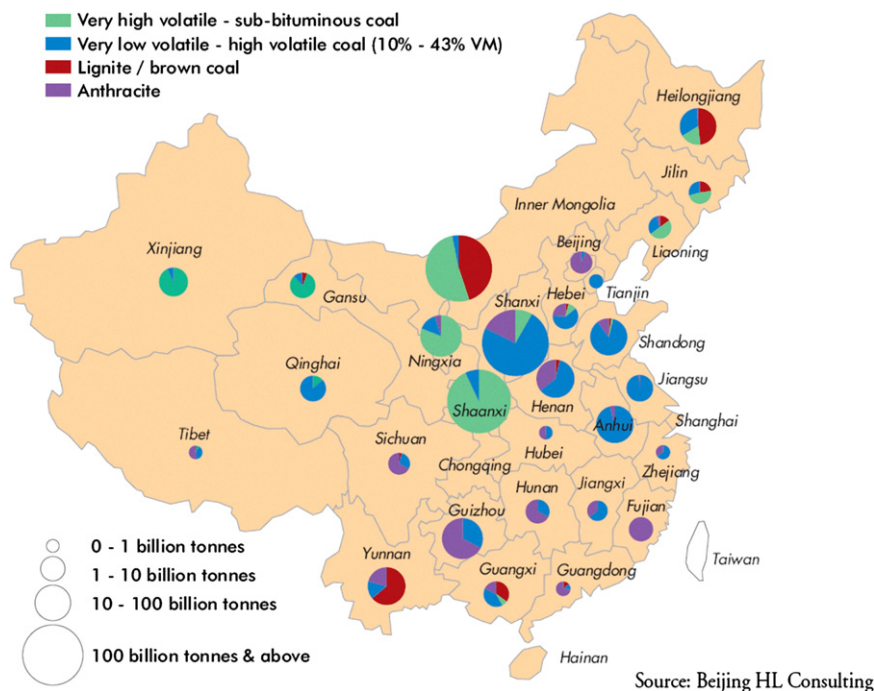 Very high volatile - sub-bituminous coal
Very low volatile - high volatile coal (10% - 43% VM)
Lignite / brown coal
Anthracite
Heilongjiang
Jilin
Inner Mongolia
Liaoning
Beijing
Xinjiang
Gansu
Shanxi
Hebei
Tianjin
Ningxia
Shandong
Qinghai
Jiangsu
Shaanxi
Henan
Anhui
Shanghai
Tibet
Sichuan
Chongqing
Hubei
Zhejiang
Hunan
Jiangxi
Guizhou
Fujian
Yunnan
Guangxi
Guangdong
Taiwan
Hainan
0 - 1 billion tonnes
1 - 10 billion tonnes
10 - 100 billion tonnes
100 billion tonnes & above
Source: Beijing HL Consulting